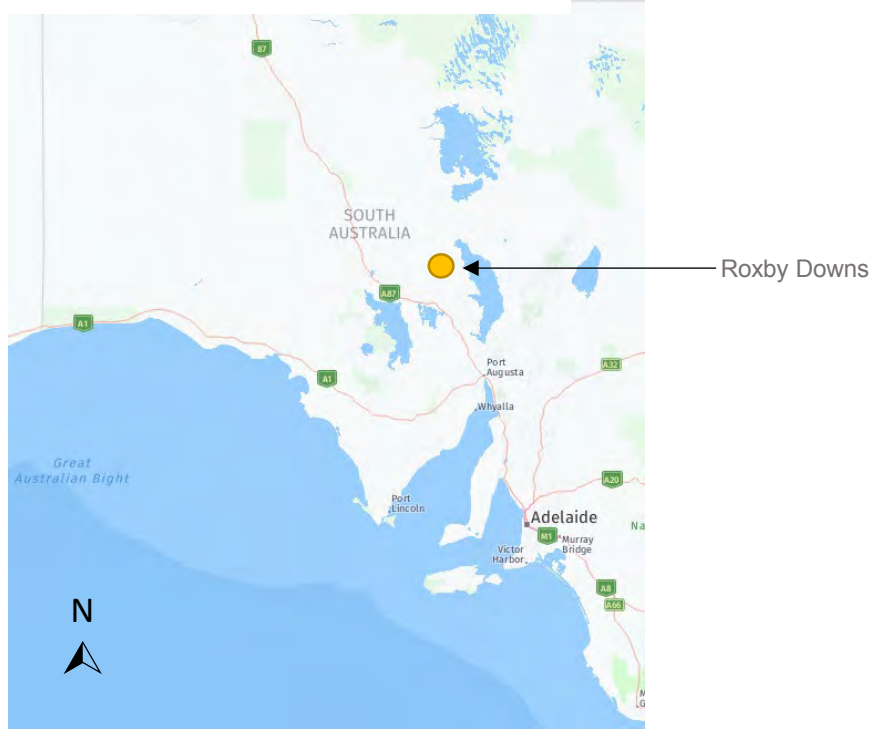 87
SOUTH
AUSTRALIA
Roxby Downs
A87
A1
Port
Augusta
A32
A1
Whyalla
Great
Australian Bight
A20
Port
Lincoln
Adelaide
Na
M1
Murray
Bridge
Victor
Harbor
A8
A66
N
M
G